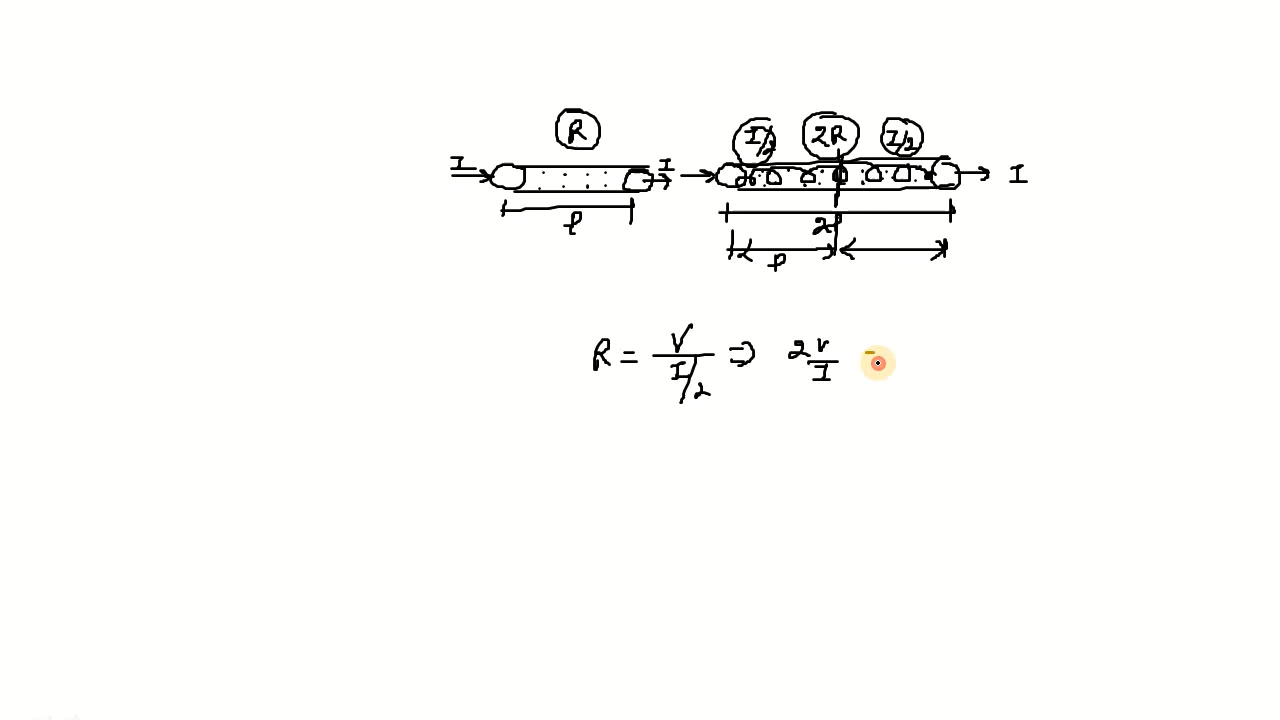 R I/2 2R I/2
I I I
l 2l
l
R = V/(I/2) ⇒ 2V/I =